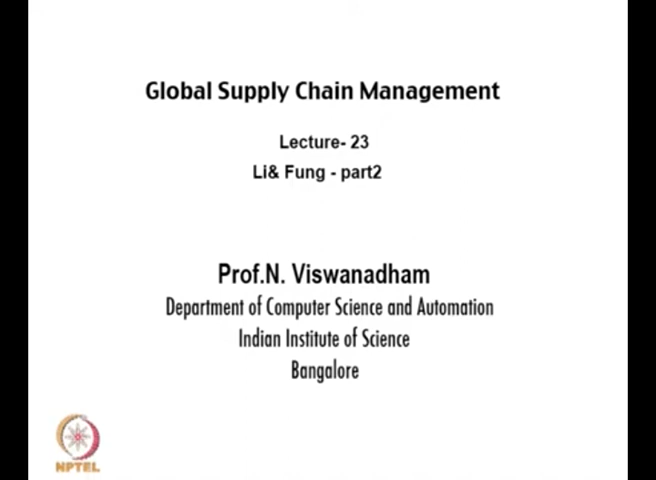 Global Supply Chain Management
Lecture- 23
Li& Fung - part2
Prof.N. Viswanadham
Department of Computer Science and Automation
Indian Institute of Science
Bangalore
NPTEL